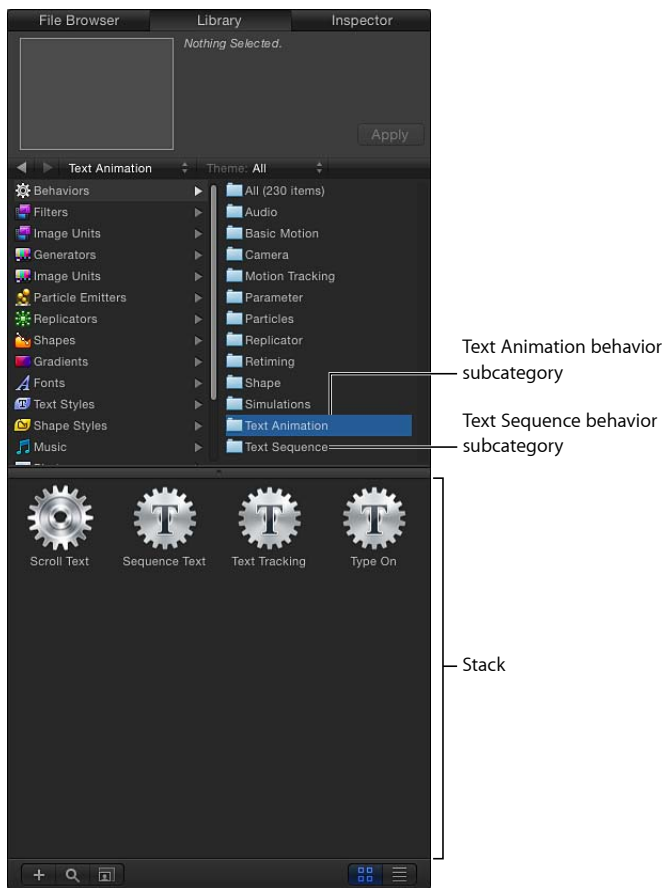 File Browser
Library
Inspector
Nothing Selected.
Apply
Text Animation
Theme: All
Behaviors
Filters
Image Units
Generators
Image Units
Particle Emitters
Replicators
Shapes
Gradients
Fonts
Text Styles
Shape Styles
Music
All (230 items)
Audio
Basic Motion
Camera
Motion Tracking
Parameter
Particles
Replicator
Retiming
Shape
Simulations
Text Animation
Text Sequence
Text Animation behavior
subcategory
Text Sequence behavior
subcategory
Scroll Text
Sequence Text
Text Tracking
Type On
Stack